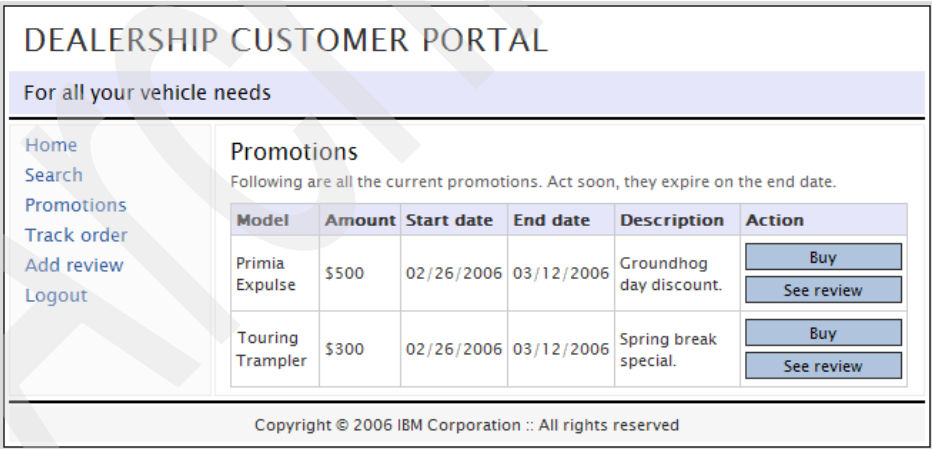 DEALERSHIP CUSTOMER PORTAL
For all your vehicle needs
Home
Search
Promotions
Track order
Add review
Logout
Promotions
Following are all the current promotions. Act soon, they expire on the end date.
Model Amount Start date End date Description Action
Primia Expulse $500 02/26/2006 03/12/2006 Groundhog day discount. Buy See review
Touring Trampler $300 02/26/2006 03/12/2006 Spring break special. Buy See review
Copyright © 2006 IBM Corporation :: All rights reserved